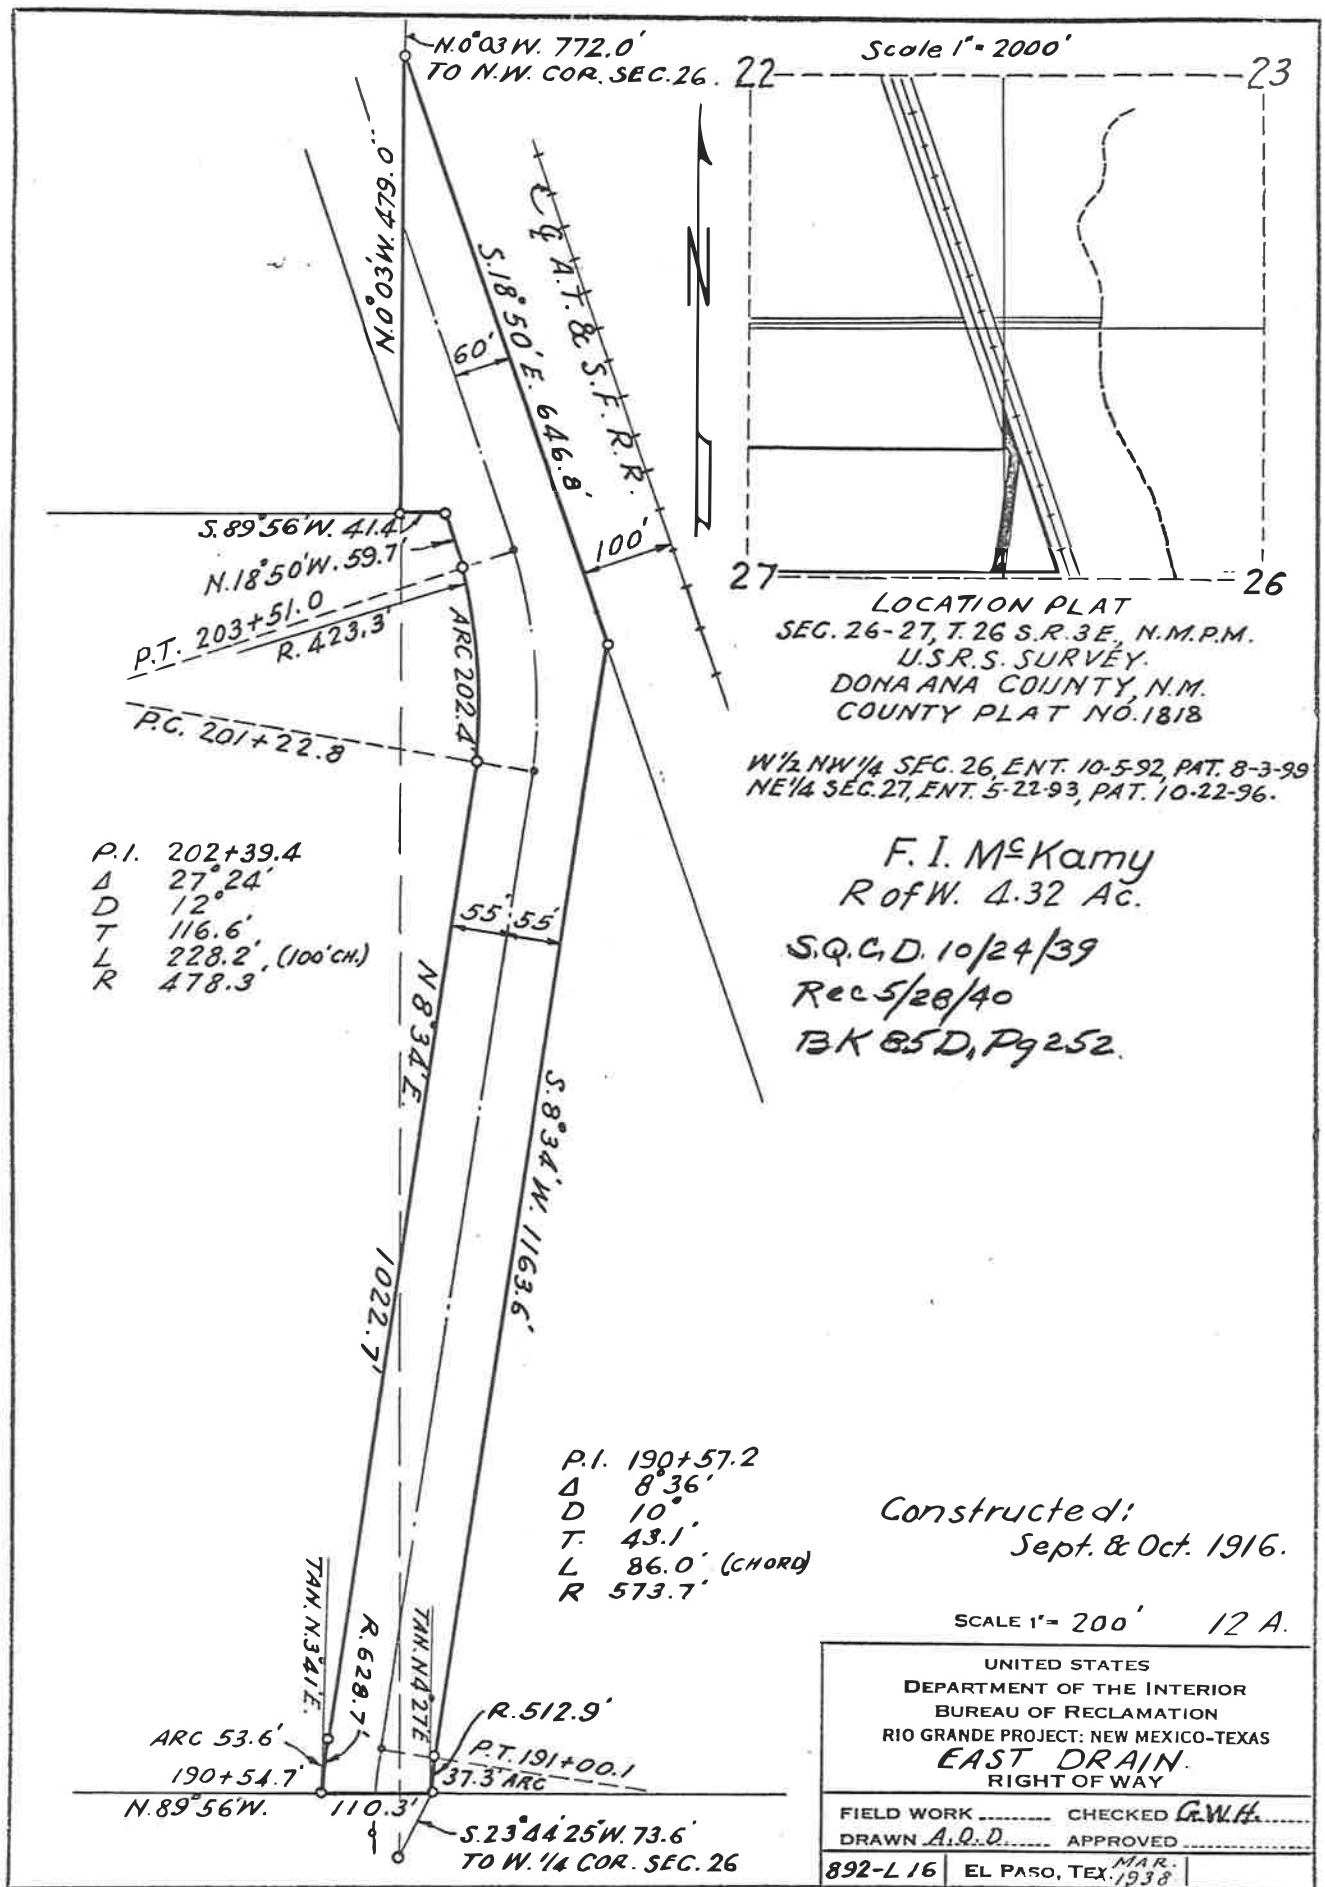 N.0°03'W. 772.0'
TO N.W. COR. SEC. 26.
Scale 1" = 2000'
22
23
N.0°03'W. 479.0'
S.18°50'E. 646.8'
℄ A.T. & S.F. R.R.
N
60'
100'
S.89°56'W. 41.4'
N.18°50'W. 59.7'
P.T. 203+51.0
R. 423.3'
ARC 202.4'
P.C. 201+22.8
27
26
LOCATION PLAT
SEC. 26-27, T. 26 S. R. 3 E., N.M.P.M.
U.S.R.S. SURVEY.
DONA ANA COUNTY, N.M.
COUNTY PLAT NO. 1818
W½ NW¼ SEC. 26, ENT. 10-5-92, PAT. 8-3-99
NE¼ SEC. 27, ENT. 5-22-93, PAT. 10-22-96.
F. I. McKamy
R of W. 4.32 Ac.
S.Q.C.D. 10/24/39
Rec 5/28/40
BK 85D, Pg 252.
P.I. 202+39.4
Δ 27°24'
D 12°
T 116.6'
L 228.2' (100' CH.)
R 478.3'
55' 55'
N 8°34'E.
1022.7'
S.8°34'W. 1163.6'
P.I. 190+57.2
Δ 8°36'
D 10°
T. 43.1'
L 86.0' (CHORD)
R 573.7'
Constructed:
Sept. & Oct. 1916.
SCALE 1" = 200' 12 A.
TAN. N.3°41'E.
R. 628.7'
TAN. N.4°27'E
R. 512.9'
ARC 53.6'
P.T. 191+00.1
190+54.7'
37.3' ARC
N.89°56'W. 110.3'
S.23°44'25"W. 73.6'
TO W. 1/4 COR. SEC. 26
UNITED STATES
DEPARTMENT OF THE INTERIOR
BUREAU OF RECLAMATION
RIO GRANDE PROJECT: NEW MEXICO-TEXAS
EAST DRAIN.
RIGHT OF WAY
FIELD WORK ......... CHECKED G.W.H.
DRAWN A.O.D. APPROVED .........
892-L 16 EL PASO, TEX. MAR. 1938